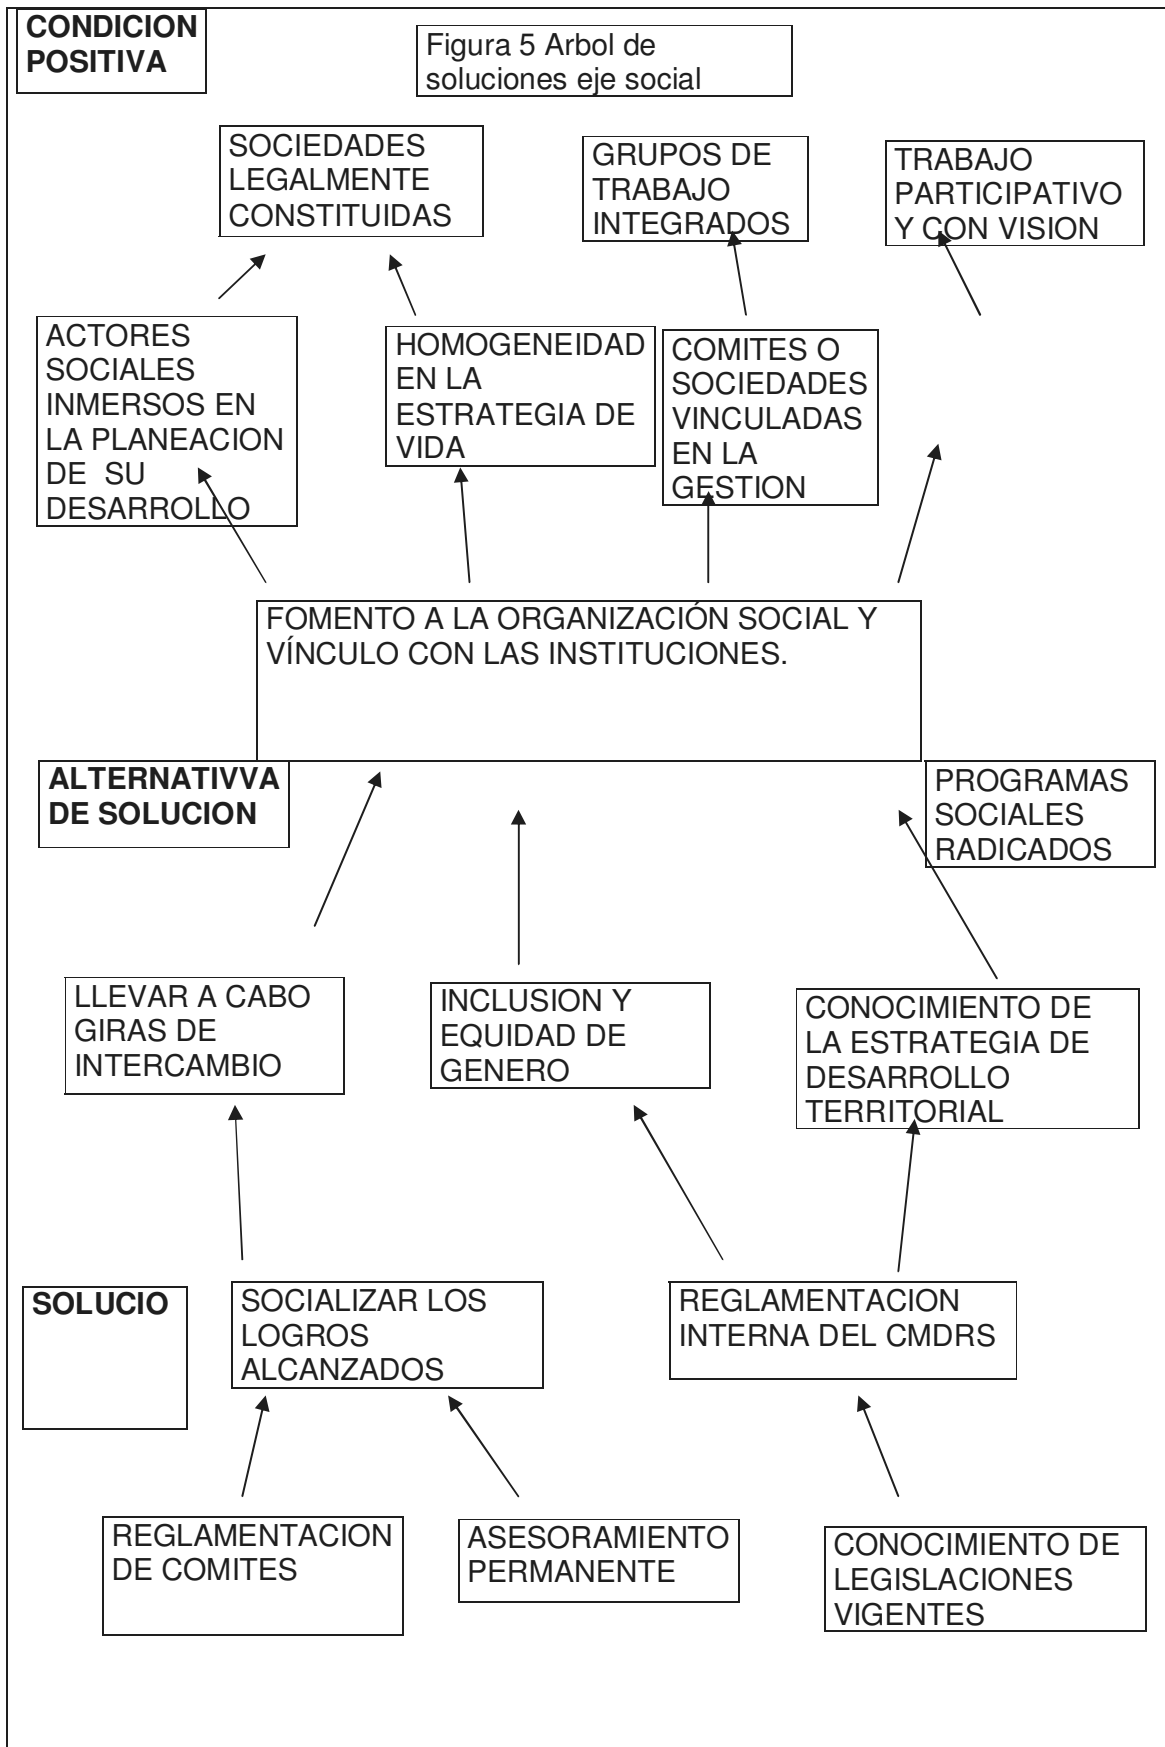 CONDICION
POSITIVA
Figura 5 Arbol de
soluciones eje social
SOCIEDADES
LEGALMENTE
CONSTITUIDAS
GRUPOS DE
TRABAJO
INTEGRADOS
TRABAJO
PARTICIPATIVO
Y CON VISION
ACTORES
SOCIALES
INMERSOS EN
LA PLANEACION
DE SU
DESARROLLO
HOMOGENEIDAD
EN LA
ESTRATEGIA DE
VIDA
COMITES O
SOCIEDADES
VINCULADAS
EN LA
GESTION
FOMENTO A LA ORGANIZACIÓN SOCIAL Y
VÍNCULO CON LAS INSTITUCIONES.
ALTERNATIVVA
DE SOLUCION
PROGRAMAS
SOCIALES
RADICADOS
LLEVAR A CABO
GIRAS DE
INTERCAMBIO
INCLUSION Y
EQUIDAD DE
GENERO
CONOCIMIENTO DE
LA ESTRATEGIA DE
DESARROLLO
TERRITORIAL
SOLUCIO
SOCIALIZAR LOS
LOGROS
ALCANZADOS
REGLAMENTACION
INTERNA DEL CMDRS
REGLAMENTACION
DE COMITES
ASESORAMIENTO
PERMANENTE
CONOCIMIENTO DE
LEGISLACIONES
VIGENTES